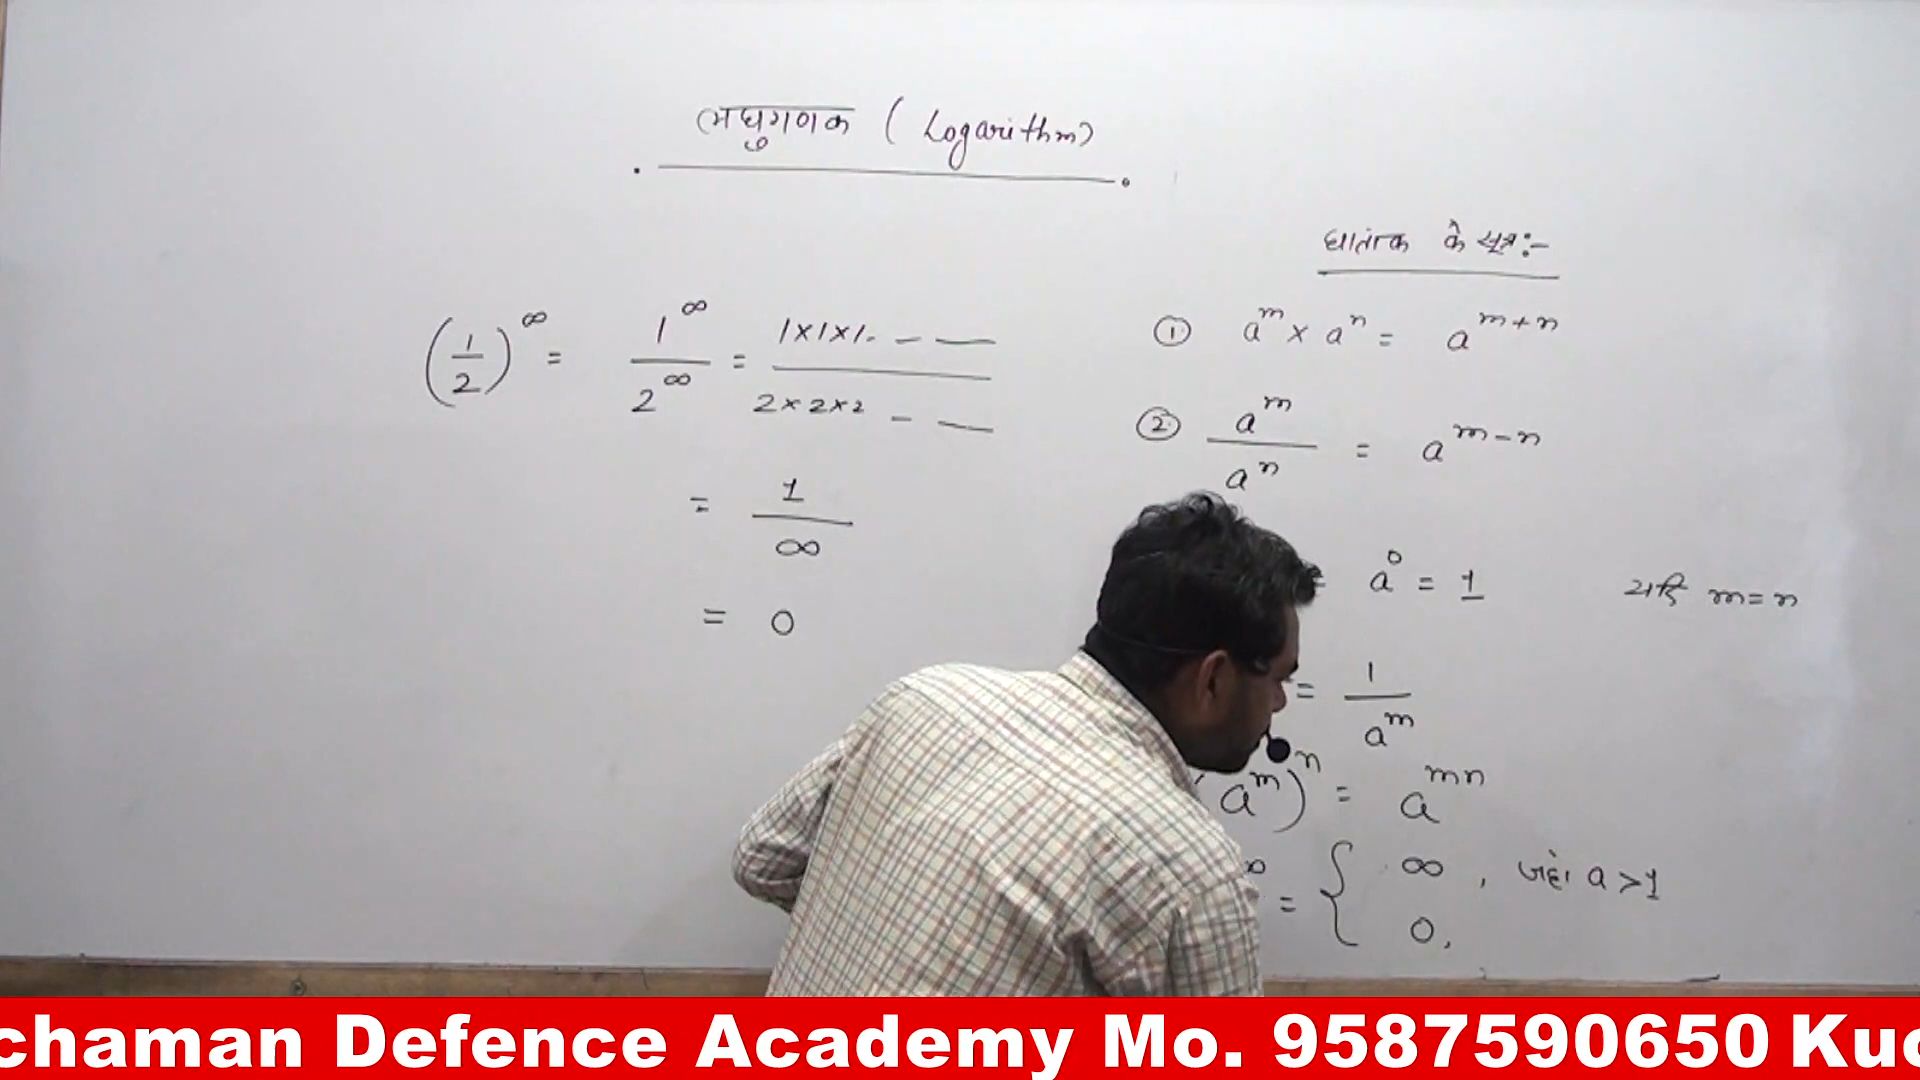 लघुगणक ( Logarithm)
घातांक के सूत्र :-
(1/2)^∞ = 1^∞/2^∞ = 1×1×1. - —/2×2×2 - —
= 1/∞
= 0
① a^m × a^n = a^(m+n)
② a^m/a^n = a^(m-n)
= a^0 = 1 यदि m=n
= 1/a^m
(a^m)^n = a^mn
∞ = { ∞ , जहां a>1
0,
chaman Defence Academy Mo. 9587590650 Kuc